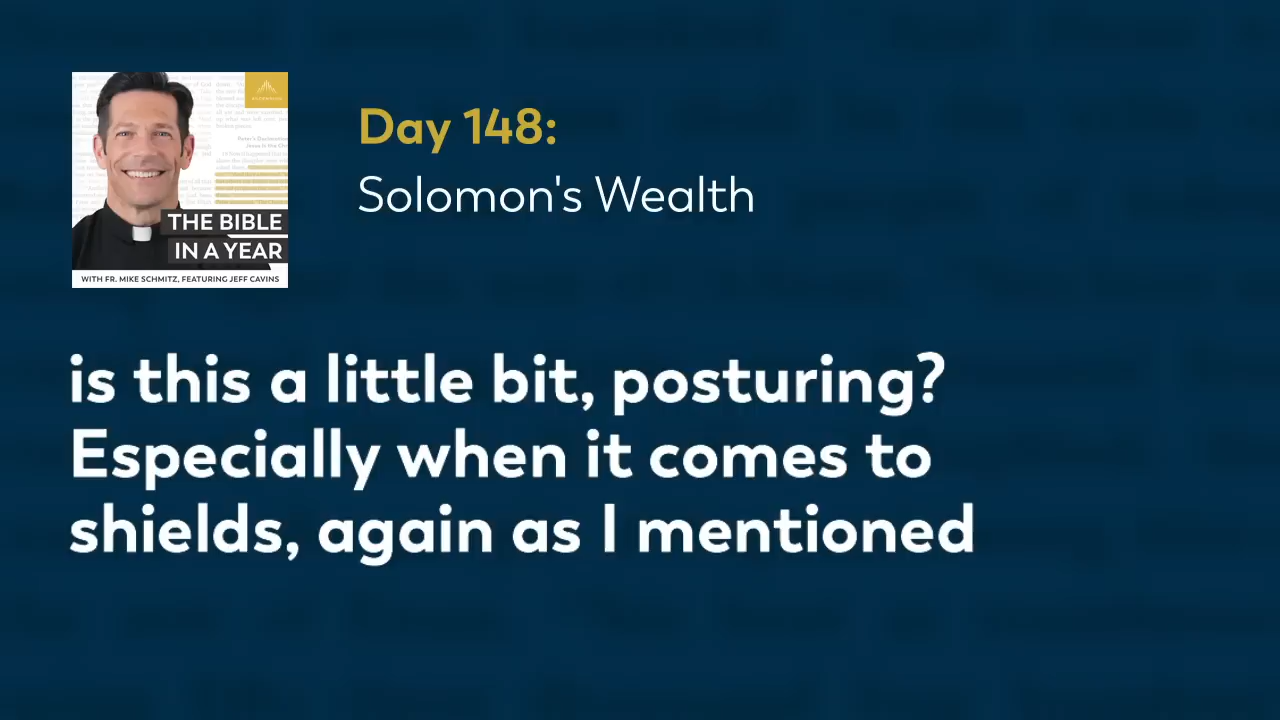 Day 148:
Solomon's Wealth
THE BIBLE
IN A YEAR
WITH FR. MIKE SCHMITZ, FEATURING JEFF CAVINS
is this a little bit, posturing?
Especially when it comes to
shields, again as I mentioned